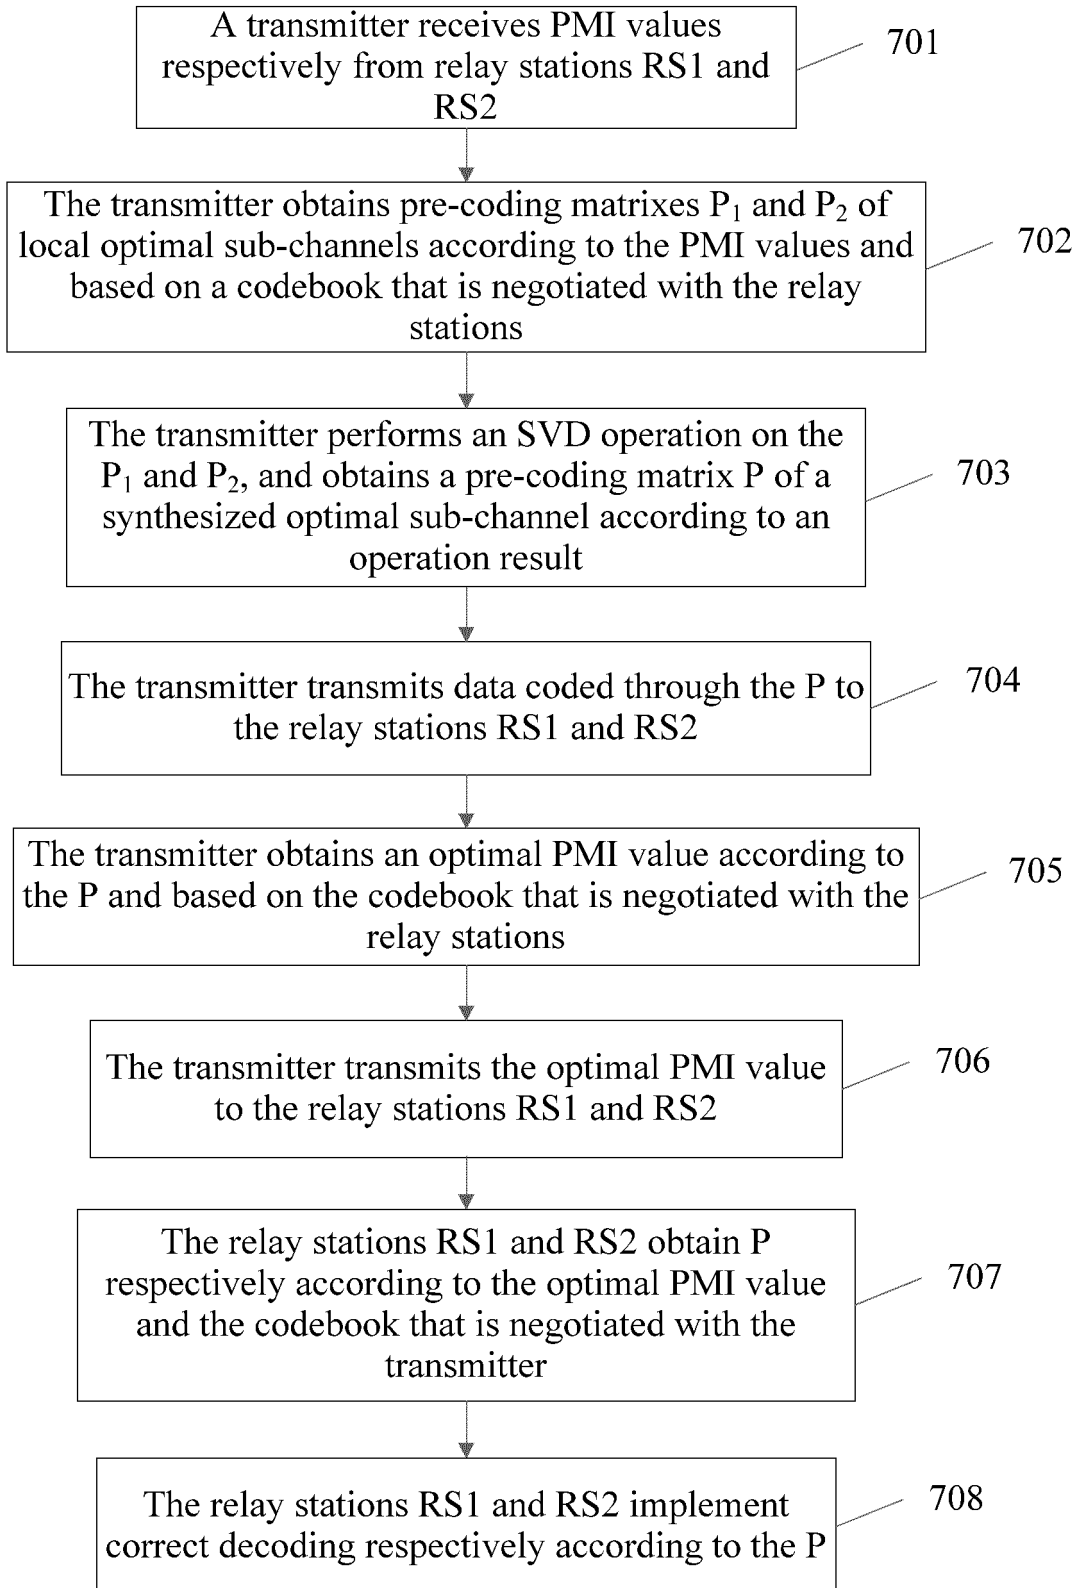 A transmitter receives PMI values
respectively from relay stations RS1 and
RS2
701
The transmitter obtains pre-coding matrixes P₁ and P₂ of
local optimal sub-channels according to the PMI values and
based on a codebook that is negotiated with the relay
stations
702
The transmitter performs an SVD operation on the
P₁ and P₂, and obtains a pre-coding matrix P of a
synthesized optimal sub-channel according to an
operation result
703
The transmitter transmits data coded through the P to
the relay stations RS1 and RS2
704
The transmitter obtains an optimal PMI value according to
the P and based on the codebook that is negotiated with the
relay stations
705
The transmitter transmits the optimal PMI value
to the relay stations RS1 and RS2
706
The relay stations RS1 and RS2 obtain P
respectively according to the optimal PMI value
and the codebook that is negotiated with the
transmitter
707
The relay stations RS1 and RS2 implement
correct decoding respectively according to the P
708